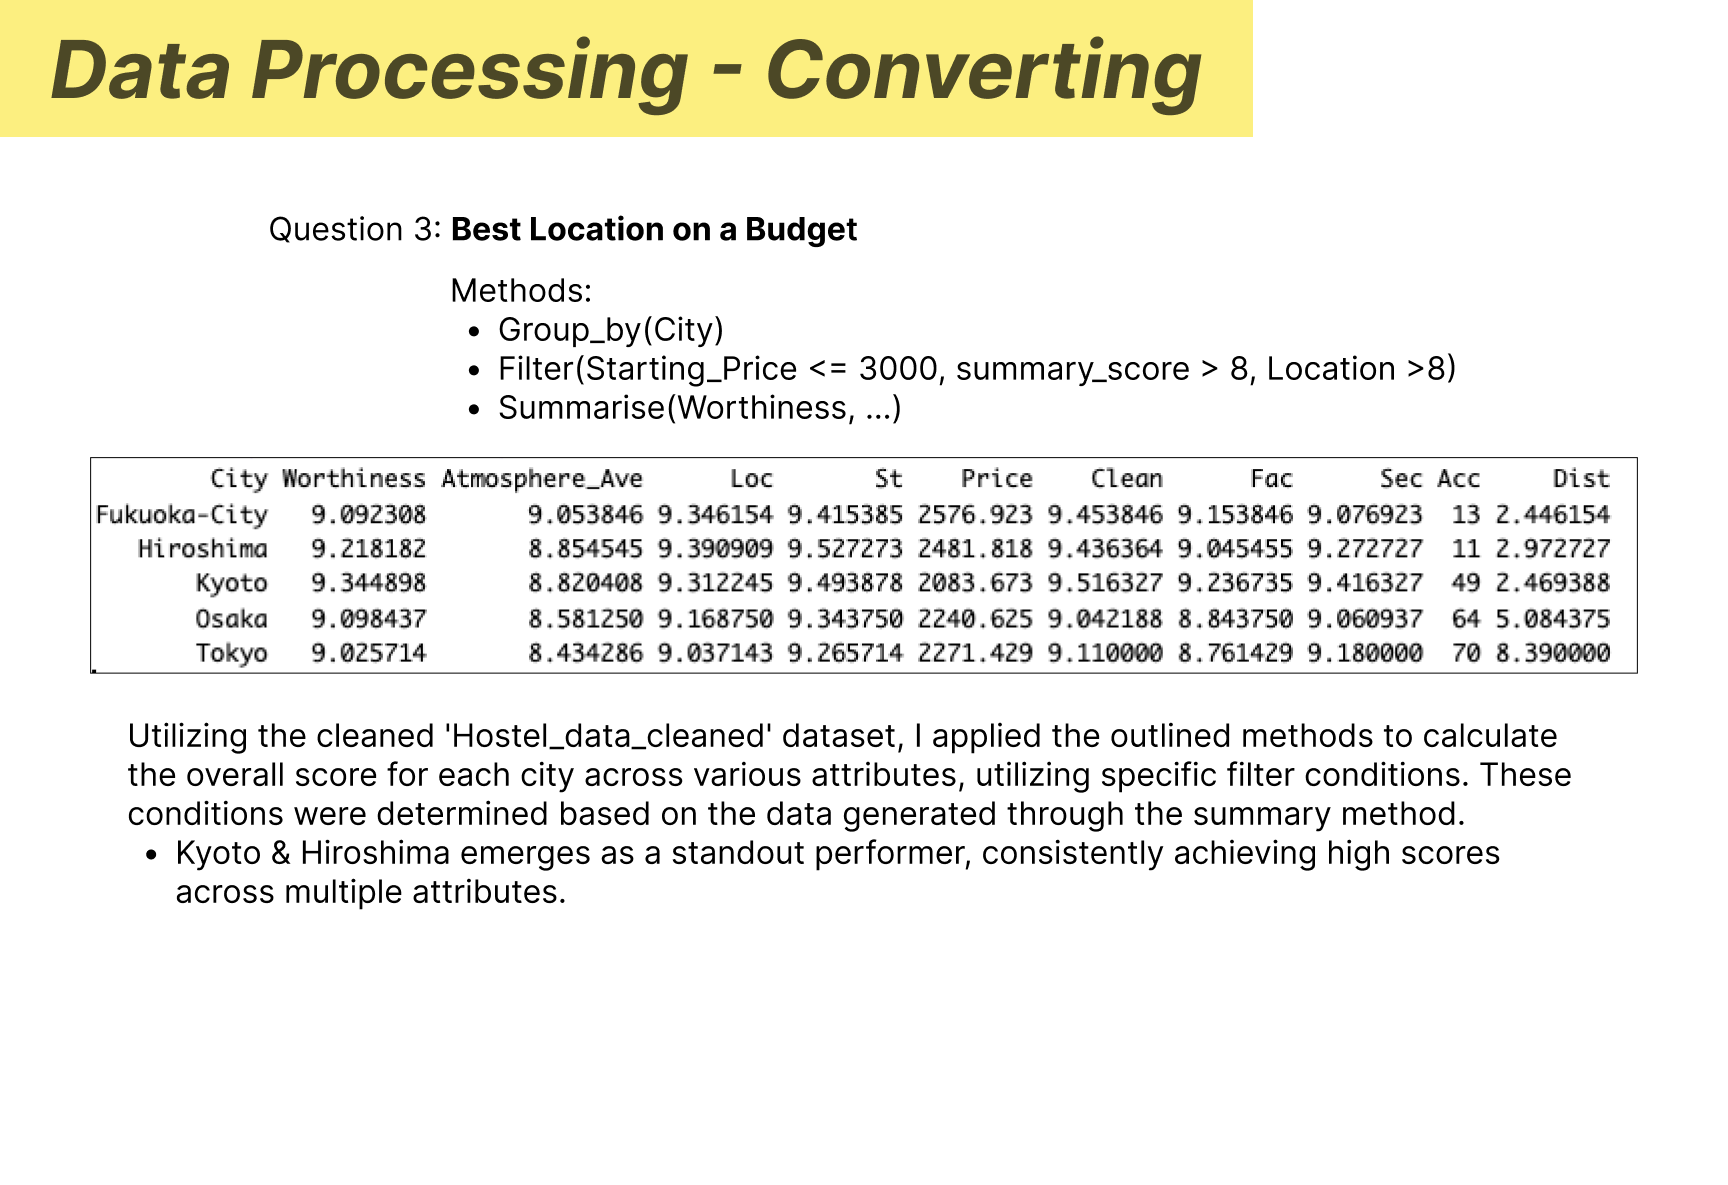 Data Processing - Converting
Question 3: Best Location on a Budget
Methods:
• Group_by(City)
• Filter(Starting_Price <= 3000, summary_score > 8, Location >8)
• Summarise(Worthiness, ...)
City Worthiness Atmosphere_Ave Loc St Price Clean Fac Sec Acc Dist
Fukuoka-City 9.092308 9.053846 9.346154 9.415385 2576.923 9.453846 9.153846 9.076923 13 2.446154
Hiroshima 9.218182 8.854545 9.390909 9.527273 2481.818 9.436364 9.045455 9.272727 11 2.972727
Kyoto 9.344898 8.820408 9.312245 9.493878 2083.673 9.516327 9.236735 9.416327 49 2.469388
Osaka 9.098437 8.581250 9.168750 9.343750 2240.625 9.042188 8.843750 9.060937 64 5.084375
Tokyo 9.025714 8.434286 9.037143 9.265714 2271.429 9.110000 8.761429 9.180000 70 8.390000
Utilizing the cleaned 'Hostel_data_cleaned' dataset, I applied the outlined methods to calculate
the overall score for each city across various attributes, utilizing specific filter conditions. These
conditions were determined based on the data generated through the summary method.
• Kyoto & Hiroshima emerges as a standout performer, consistently achieving high scores
across multiple attributes.